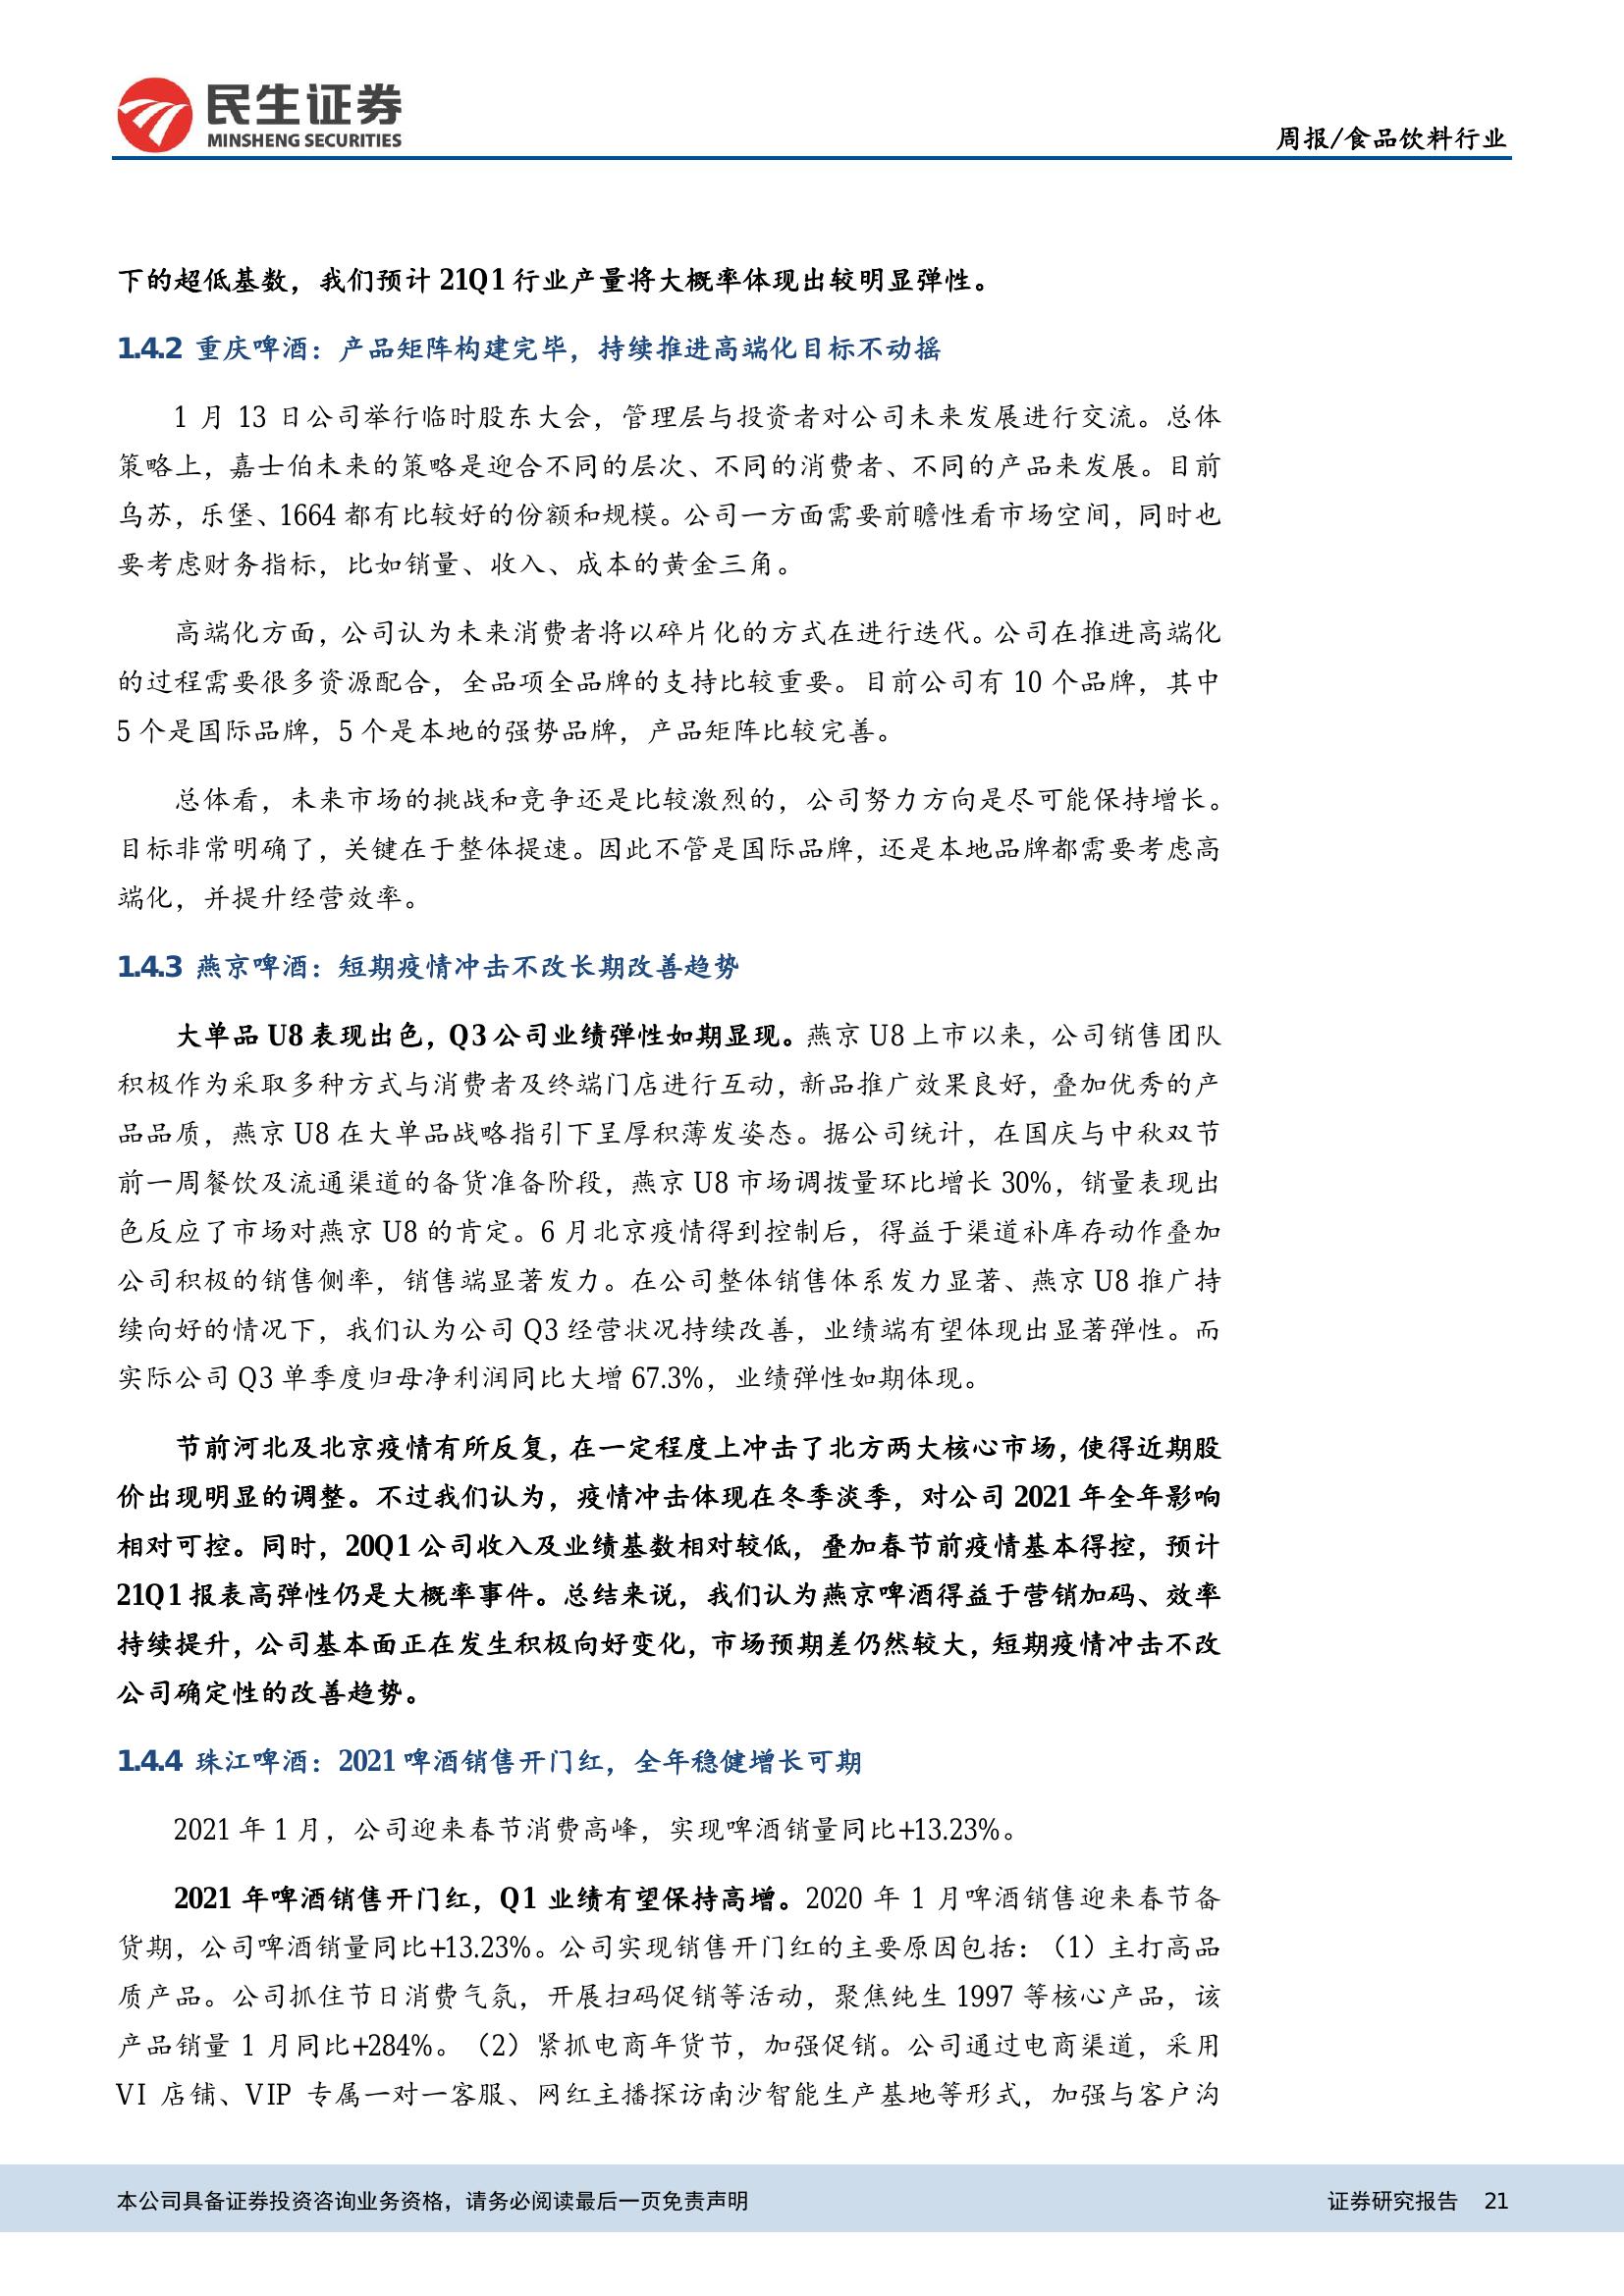 民生证券
MINSHENG SECURITIES
周报/食品饮料行业
下的超低基数，我们预计 21Q1 行业产量将大概率体现出较明显弹性。
1.4.2 重庆啤酒：产品矩阵构建完毕，持续推进高端化目标不动摇
1 月 13 日公司举行临时股东大会，管理层与投资者对公司未来发展进行交流。总体
策略上，嘉士伯未来的策略是迎合不同的层次、不同的消费者、不同的产品来发展。目前
乌苏，乐堡、1664 都有比较好的份额和规模。公司一方面需要前瞻性看市场空间，同时也
要考虑财务指标，比如销量、收入、成本的黄金三角。
高端化方面，公司认为未来消费者将以碎片化的方式在进行迭代。公司在推进高端化
的过程需要很多资源配合，全品项全品牌的支持比较重要。目前公司有 10 个品牌，其中
5 个是国际品牌，5 个是本地的强势品牌，产品矩阵比较完善。
总体看，未来市场的挑战和竞争还是比较激烈的，公司努力方向是尽可能保持增长。
目标非常明确了，关键在于整体提速。因此不管是国际品牌，还是本地品牌都需要考虑高
端化，并提升经营效率。
1.4.3 燕京啤酒：短期疫情冲击不改长期改善趋势
大单品 U8 表现出色，Q3 公司业绩弹性如期显现。燕京 U8 上市以来，公司销售团队
积极作为采取多种方式与消费者及终端门店进行互动，新品推广效果良好，叠加优秀的产
品品质，燕京 U8 在大单品战略指引下呈厚积薄发姿态。据公司统计，在国庆与中秋双节
前一周餐饮及流通渠道的备货准备阶段，燕京 U8 市场调拨量环比增长 30%，销量表现出
色反应了市场对燕京 U8 的肯定。6 月北京疫情得到控制后，得益于渠道补库存动作叠加
公司积极的销售侧率，销售端显著发力。在公司整体销售体系发力显著、燕京 U8 推广持
续向好的情况下，我们认为公司 Q3 经营状况持续改善，业绩端有望体现出显著弹性。而
实际公司 Q3 单季度归母净利润同比大增 67.3%，业绩弹性如期体现。
节前河北及北京疫情有所反复，在一定程度上冲击了北方两大核心市场，使得近期股
价出现明显的调整。不过我们认为，疫情冲击体现在冬季淡季，对公司 2021 年全年影响
相对可控。同时，20Q1 公司收入及业绩基数相对较低，叠加春节前疫情基本得控，预计
21Q1 报表高弹性仍是大概率事件。总结来说，我们认为燕京啤酒得益于营销加码、效率
持续提升，公司基本面正在发生积极向好变化，市场预期差仍然较大，短期疫情冲击不改
公司确定性的改善趋势。
1.4.4 珠江啤酒：2021 啤酒销售开门红，全年稳健增长可期
2021 年 1 月，公司迎来春节消费高峰，实现啤酒销量同比+13.23%。
2021 年啤酒销售开门红，Q1 业绩有望保持高增。2020 年 1 月啤酒销售迎来春节备
货期，公司啤酒销量同比+13.23%。公司实现销售开门红的主要原因包括：（1）主打高品
质产品。公司抓住节日消费气氛，开展扫码促销等活动，聚焦纯生 1997 等核心产品，该
产品销量 1 月同比+284%。（2）紧抓电商年货节，加强促销。公司通过电商渠道，采用
VI 店铺、VIP 专属一对一客服、网红主播探访南沙智能生产基地等形式，加强与客户沟
本公司具备证券投资咨询业务资格，请务必阅读最后一页免责声明
证券研究报告 21